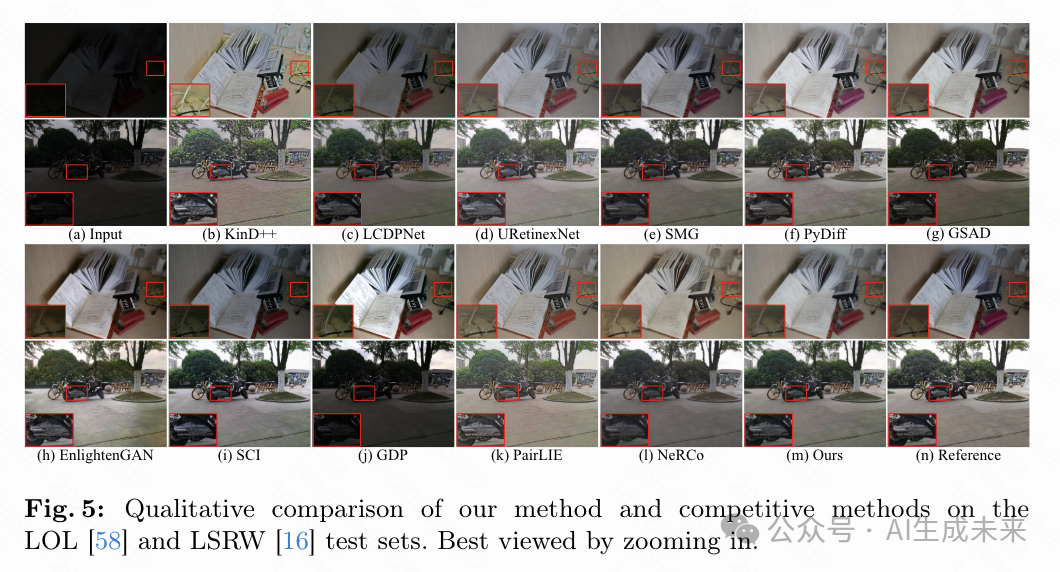 (a) Input (b) KinD++ (c) LCDPNet (d) URetinexNet (e) SMG (f) PyDiff (g) GSAD
(h) EnlightenGAN (i) SCI (j) GDP (k) PairLIE (l) NeRCo (m) Ours (n) Reference
Fig. 5: Qualitative comparison of our method and competitive methods on the
LOL [58] and LSRW [16] test sets. Best viewed by zooming in.
公众号 · AI生成未来